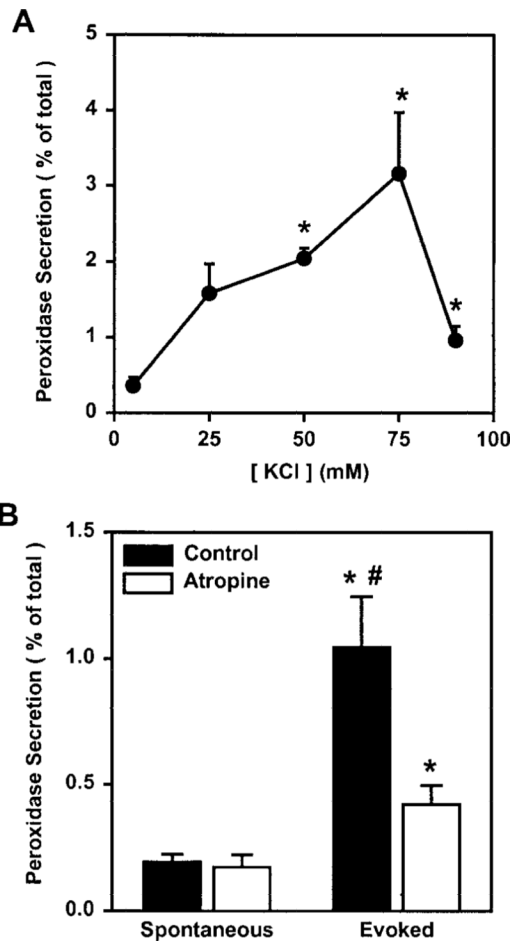 A
Peroxidase Secretion ( % of total )
5
4
3
2
1
0
*
*
*
0
25
50
75
100
[ KCl ] (mM)
B
Peroxidase Secretion ( % of total )
1.5
1.0
0.5
0.0
Control
Atropine
* #
*
Spontaneous
Evoked